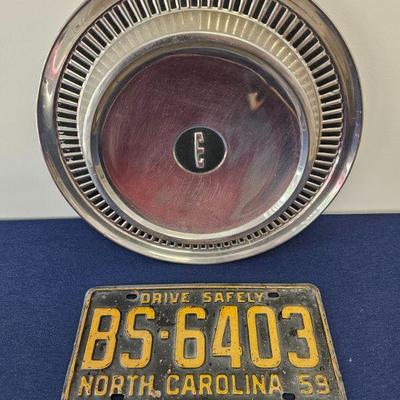 E
DRIVE SAFELY
BS-6403
NORTH CAROLINA 59